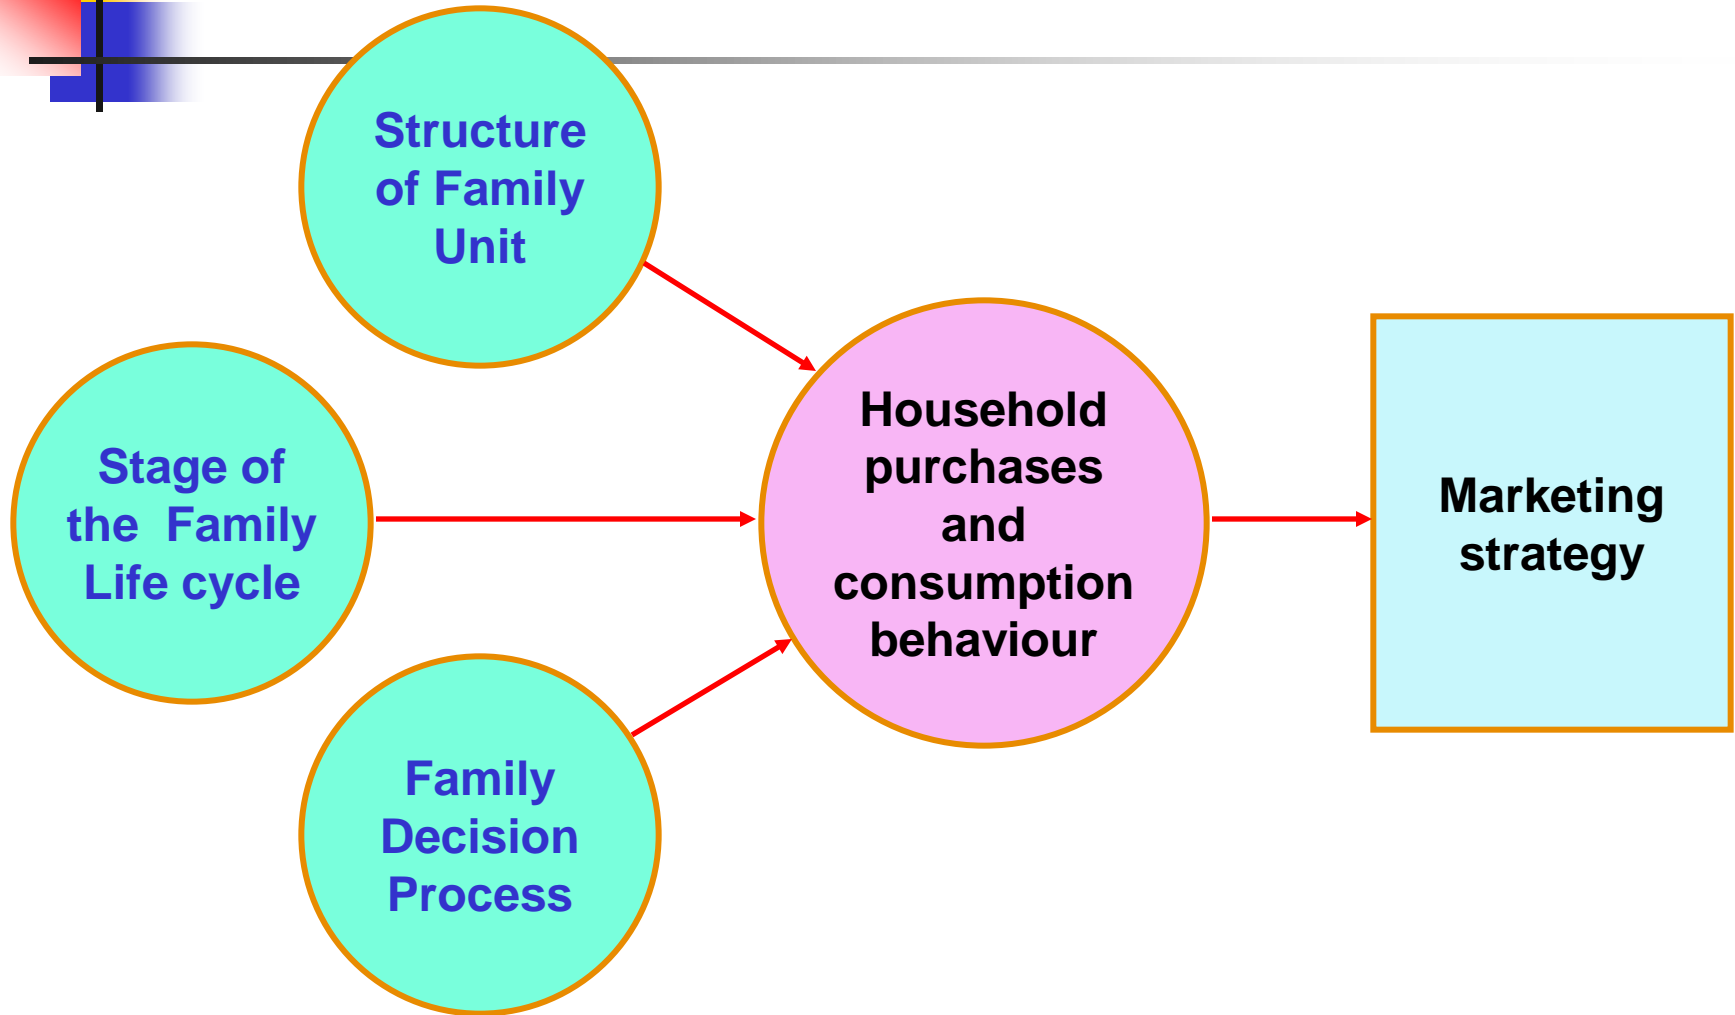 Structure
of Family
Unit
Stage of
the Family
Life cycle
Family
Decision
Process
Household
purchases
and
consumption
behaviour
Marketing
strategy